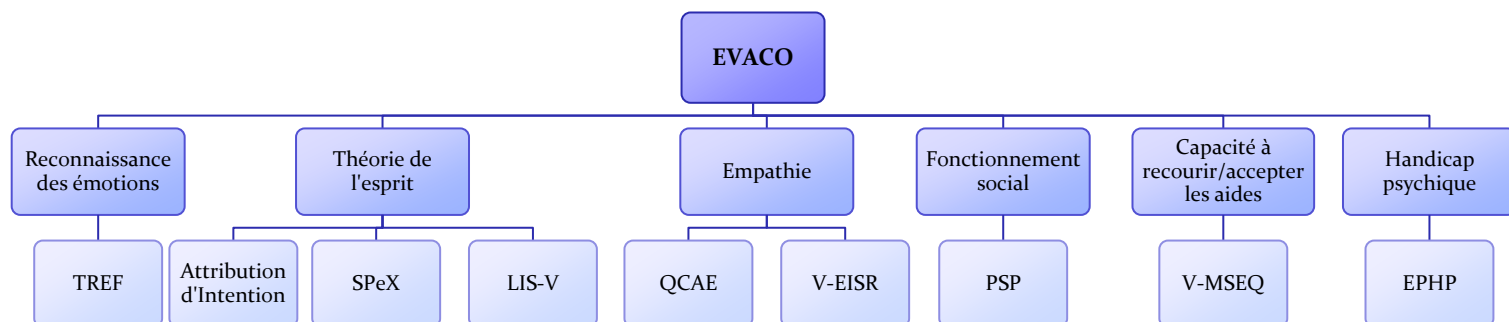 EVACO
Reconnaissance
des émotions
Théorie de
l'esprit
Empathie
Fonctionnement
social
Capacité à
recourir/accepter
les aides
Handicap
psychique
TREF
Attribution
d'Intention
SPeX
LIS-V
QCAE
V-EISR
PSP
V-MSEQ
EPHP